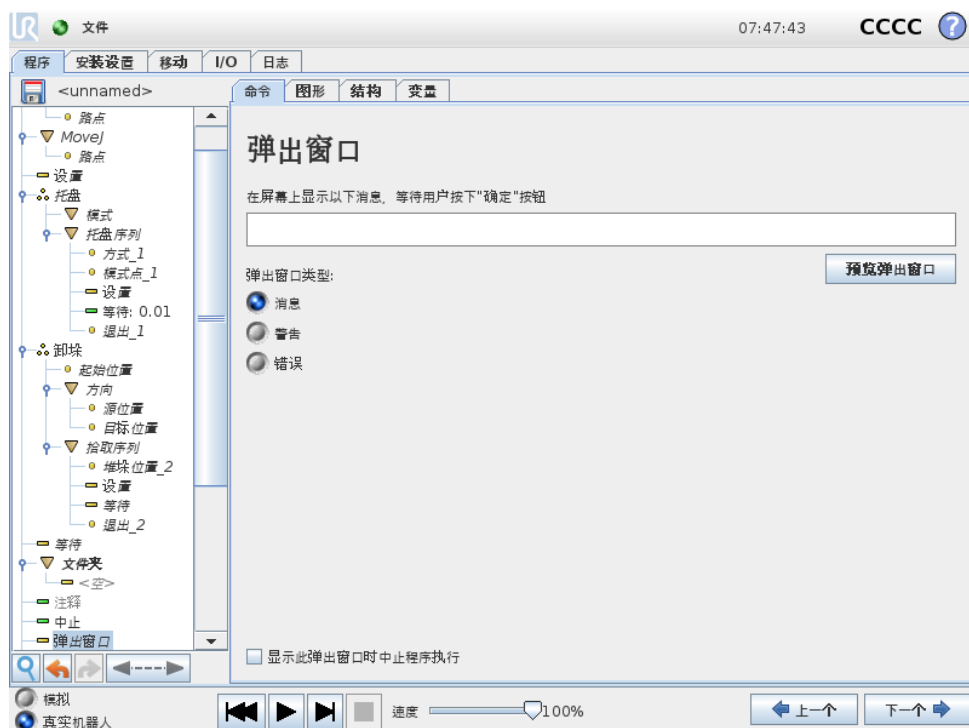 UR 文件 07:47:43 CCCC ?
程序 安装设置 移动 I/O 日志
<unnamed>
命令 图形 结构 变量
路点
MoveJ
路点
设置
托盘
模式
托盘序列
方式_1
模式点_1
设置
等待: 0.01
退出_1
卸垛
起始位置
方向
源位置
目标位置
拾取序列
堆垛位置_2
设置
等待
退出_2
等待
文件夹
<空>
注释
中止
弹出窗口
弹出窗口
在屏幕上显示以下消息, 等待用户按下"确定"按钮
预览弹出窗口
弹出窗口类型:
消息
警告
错误
显示此弹出窗口时中止程序执行
模拟
真实机器人
速度 100%
上一个 下一个